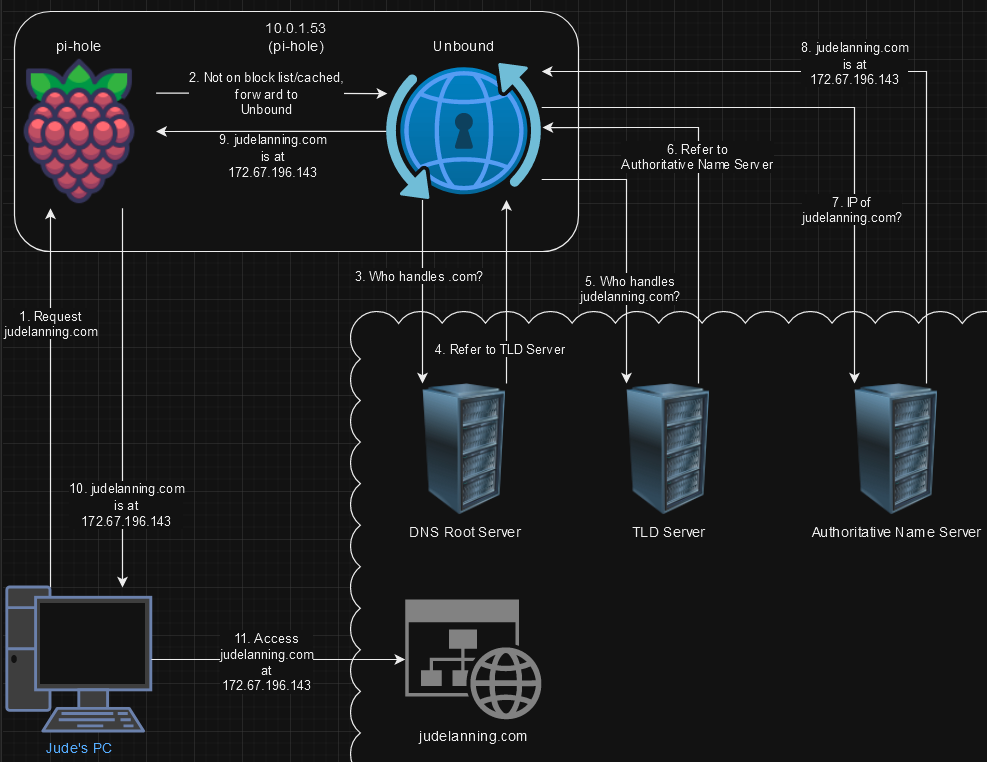 pi-hole
10.0.1.53
(pi-hole)
Unbound
2. Not on block list/cached,
forward to
Unbound
9. judelanning.com
is at
172.67.196.143
8. judelanning.com
is at
172.67.196.143
6. Refer to
Authoritative Name Server
7. IP of
judelanning.com?
3. Who handles .com?
5. Who handles
judelanning.com?
1. Request
judelanning.com
4. Refer to TLD Server
10. judelanning.com
is at
172.67.196.143
DNS Root Server
TLD Server
Authoritative Name Server
11. Access
judelanning.com
at
172.67.196.143
judelanning.com
Jude's PC